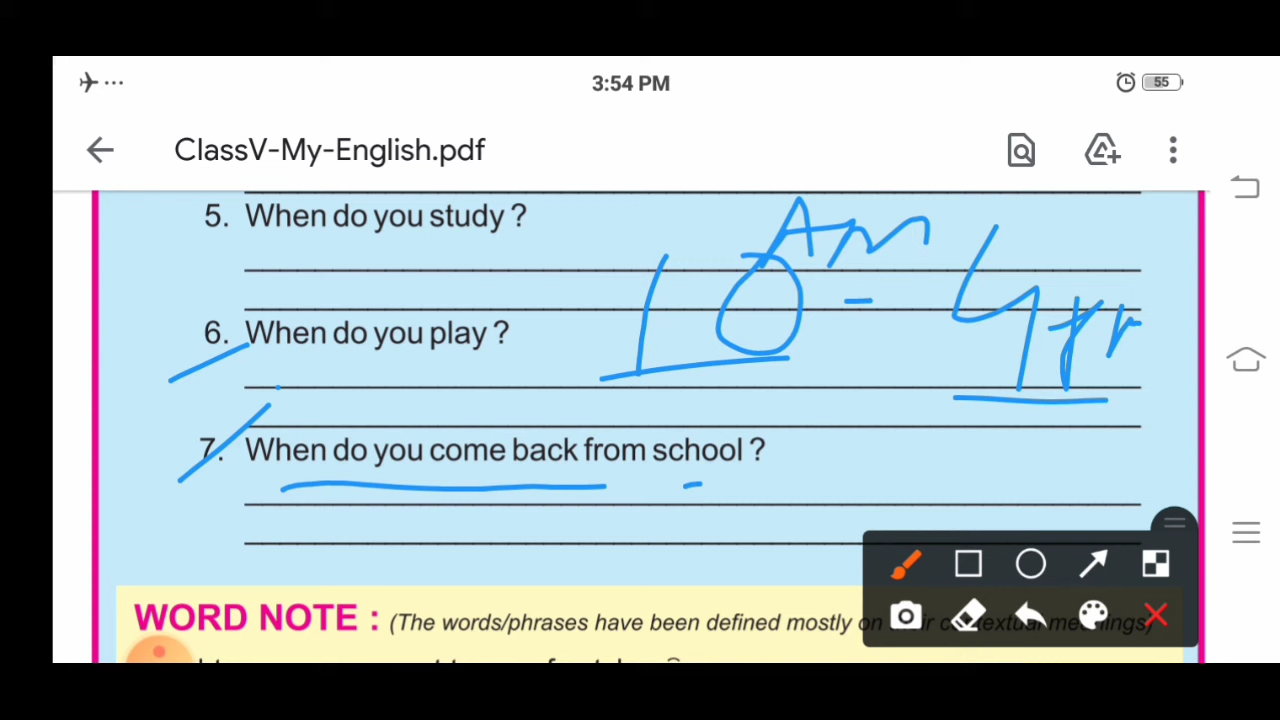 3:54 PM
55
ClassV-My-English.pdf
5. When do you study ?
10 AM - 4 pm
6. When do you play ?
7. When do you come back from school ?
WORD NOTE : (The words/phrases have been defined mostly on their contextual meanings)